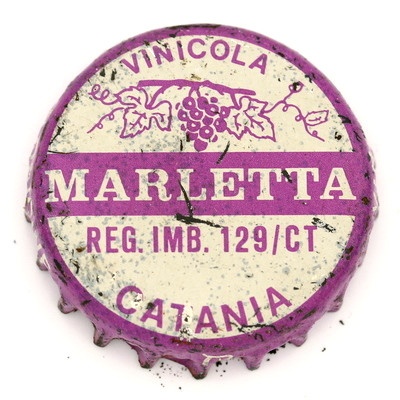 VINICOLA
MARLETTA
REG. IMB. 129/CT
CATANIA